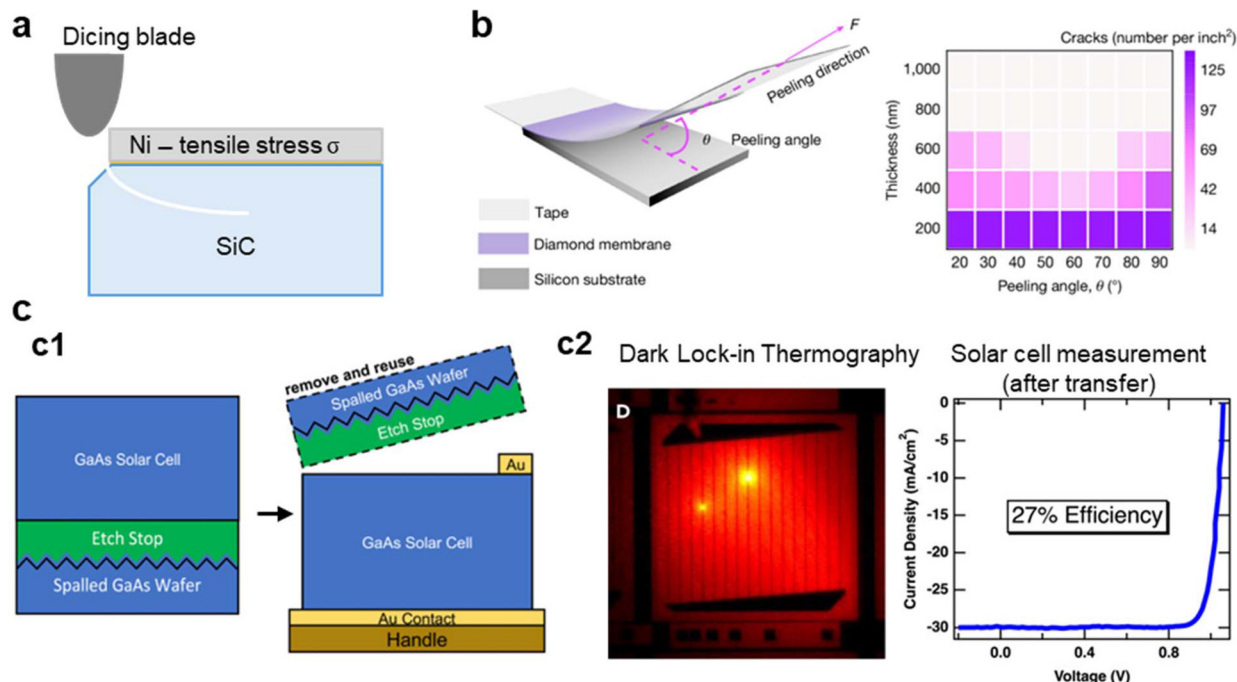 a
Dicing blade
Ni – tensile stress σ
SiC
b
F
Peeling direction
θ
Peeling angle
Tape
Diamond membrane
Silicon substrate
Cracks (number per inch²)
Thickness (nm)
1,000
800
600
400
200
20 30 40 50 60 70 80 90
Peeling angle, θ (°)
125
97
69
42
14
c
c1
GaAs Solar Cell
Etch Stop
Spalled GaAs Wafer
remove and reuse
Spalled GaAs Wafer
Etch Stop
Au
GaAs Solar Cell
Au Contact
Handle
c2
Dark Lock-in Thermography
D
Solar cell measurement
(after transfer)
Current Density (mA/cm²)
0
-5
-10
-15
-20
-25
-30
27% Efficiency
0.0 0.4 0.8
Voltage (V)